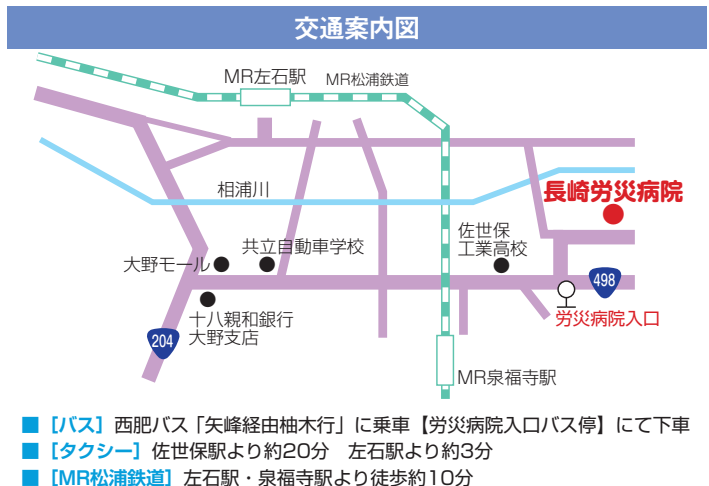 交通案内図
MR左石駅
MR松浦鉄道
相浦川
長崎労災病院
佐世保
工業高校
共立自動車学校
大野モール
498
十八親和銀行
大野支店
労災病院入口
204
MR泉福寺駅
■［バス］西肥バス「矢峰経由柚木行」に乗車【労災病院入口バス停】にて下車
■［タクシー］佐世保駅より約20分　左石駅より約3分
■［MR松浦鉄道］左石駅・泉福寺駅より徒歩約10分